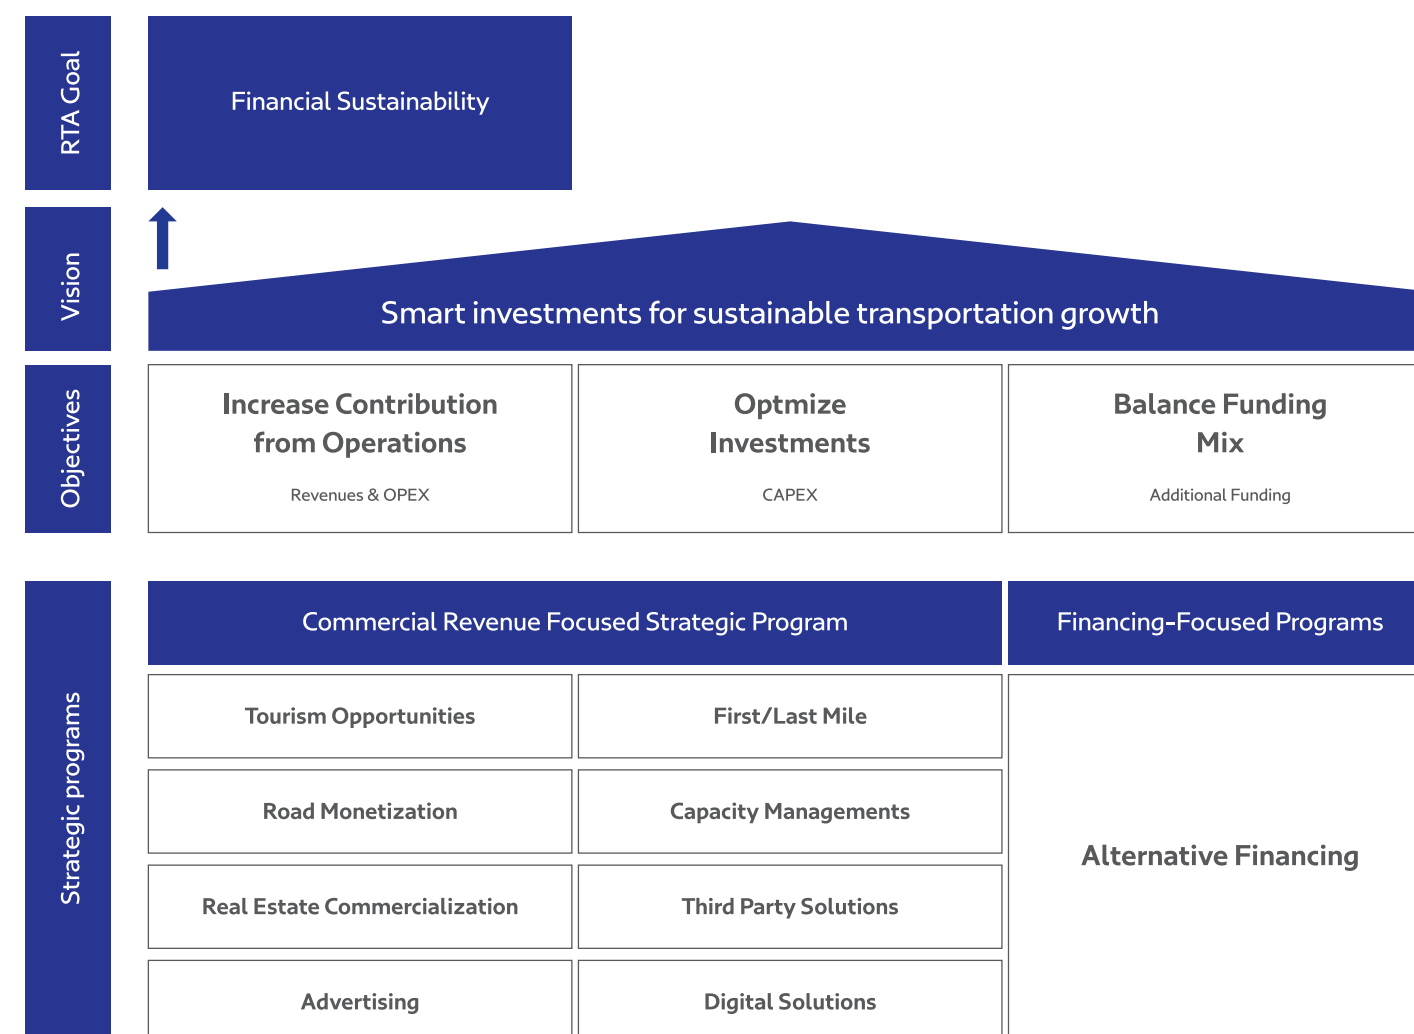 RTA Goal
Financial Sustainability
Vision
Smart investments for sustainable transportation growth
Objectives
Increase Contribution
from Operations
Revenues & OPEX
Optmize
Investments
CAPEX
Balance Funding
Mix
Additional Funding
Strategic programs
Commercial Revenue Focused Strategic Program
Financing-Focused Programs
Tourism Opportunities
First/Last Mile
Road Monetization
Capacity Managements
Real Estate Commercialization
Third Party Solutions
Advertising
Digital Solutions
Alternative Financing